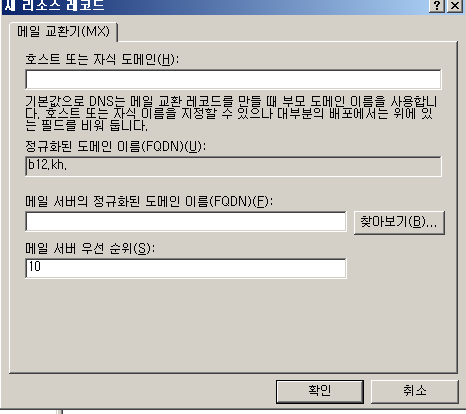 새 리소스 레코드
메일 교환기(MX)
호스트 또는 자식 도메인(H):
기본값으로 DNS는 메일 교환 레코드를 만들 때 부모 도메인 이름을 사용합니
다. 호스트 또는 자식 이름을 지정할 수 있으나 대부분의 배포에서는 위에 있
는 필드를 비워 둡니다.
정규화된 도메인 이름(FQDN)(U):
b12.kh.
메일 서버의 정규화된 도메인 이름(FQDN)(F):
찾아보기(B)...
메일 서버 우선 순위(S):
10
확인
취소